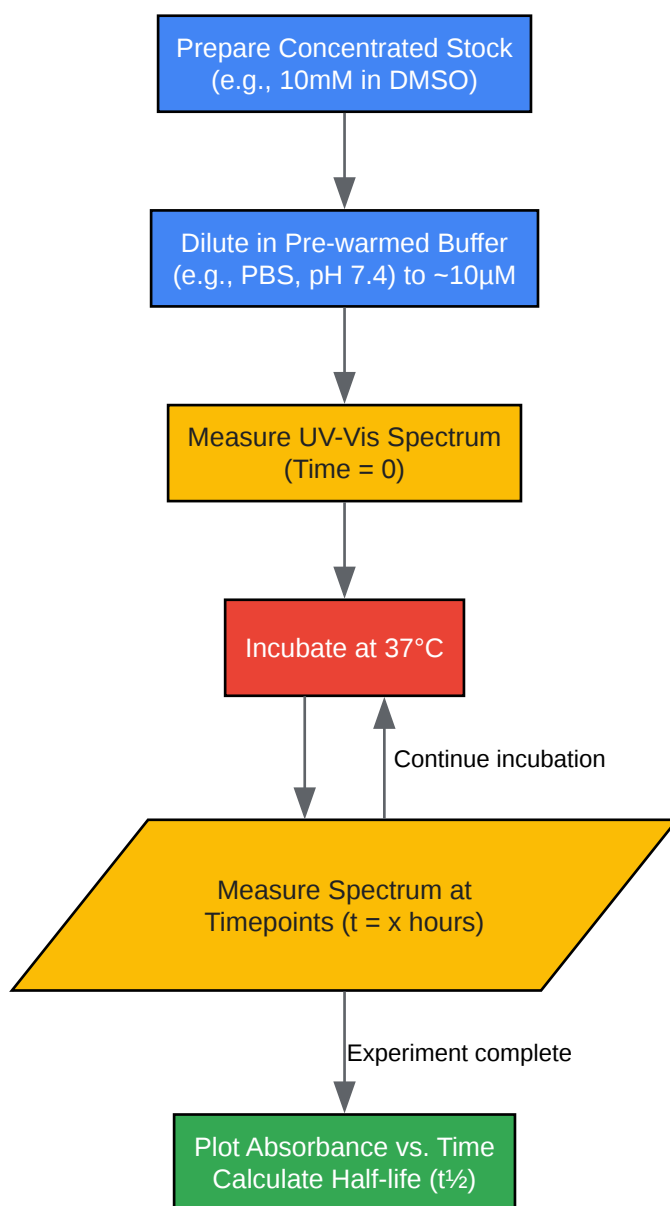 Prepare Concentrated Stock
(e.g., 10mM in DMSO)
Dilute in Pre-warmed Buffer
(e.g., PBS, pH 7.4) to ~10µM
Measure UV-Vis Spectrum
(Time = 0)
Incubate at 37°C
Continue incubation
Measure Spectrum at
Timepoints (t = x hours)
Experiment complete
Plot Absorbance vs. Time
Calculate Half-life (t½)